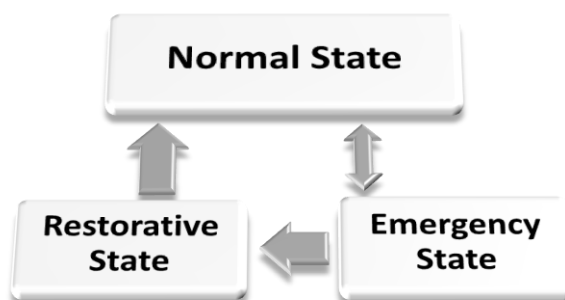 Normal State
Restorative
State
Emergency
State